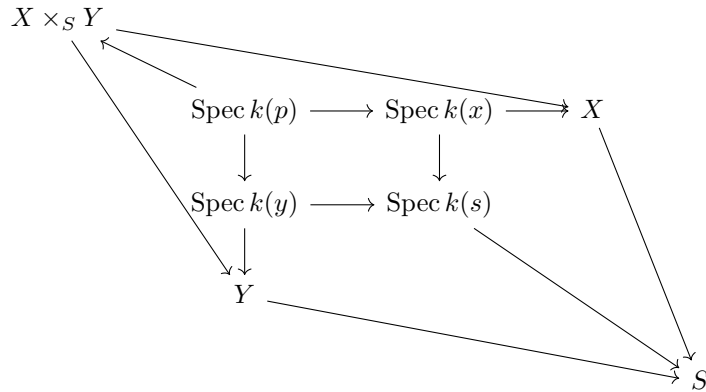 X ×_S Y
Spec k(p) Spec k(x) X
Spec k(y) Spec k(s)
Y
S